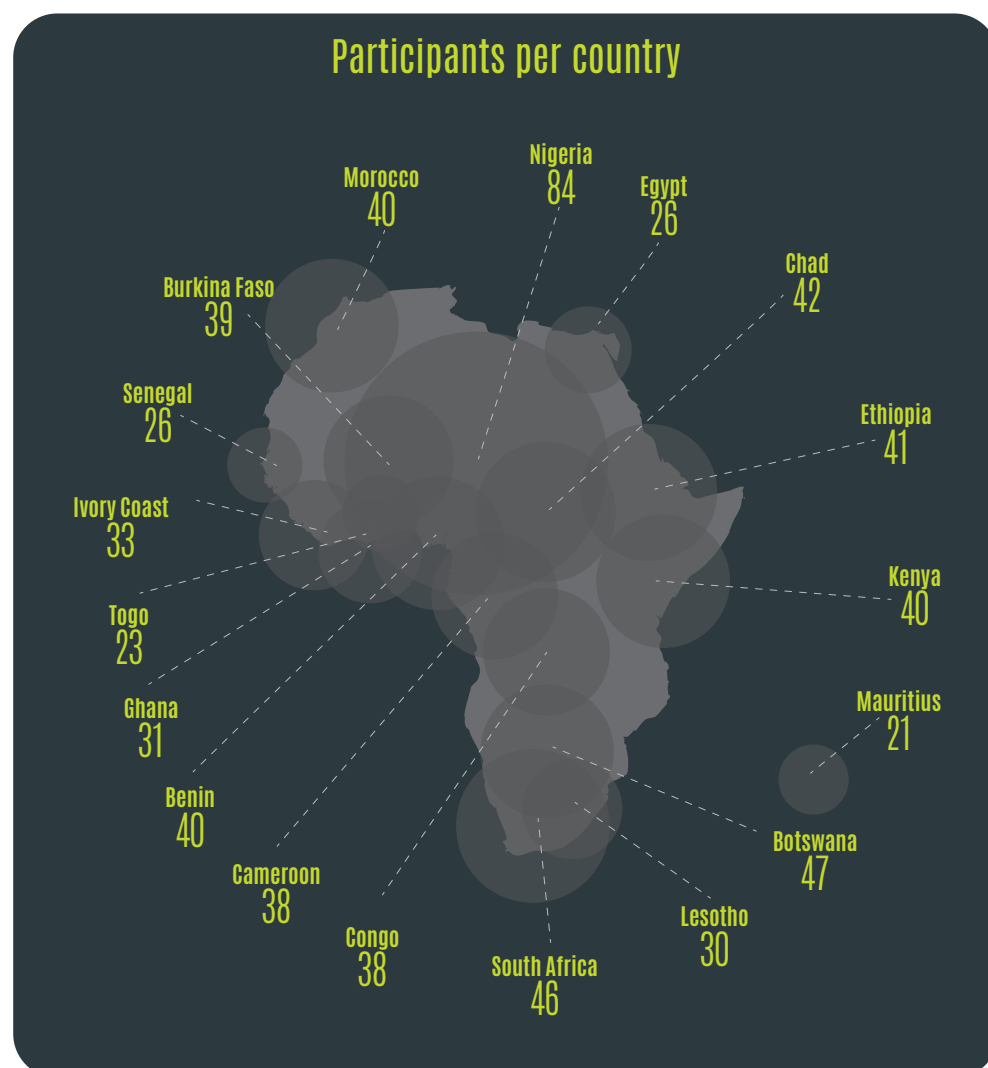 Participants per country
Nigeria
84
Morocco
40
Egypt
26
Chad
42
Burkina Faso
39
Senegal
26
Ethiopia
41
Ivory Coast
33
Kenya
40
Togo
23
Mauritius
21
Ghana
31
Benin
40
Botswana
47
Cameroon
38
Lesotho
30
Congo
38
South Africa
46